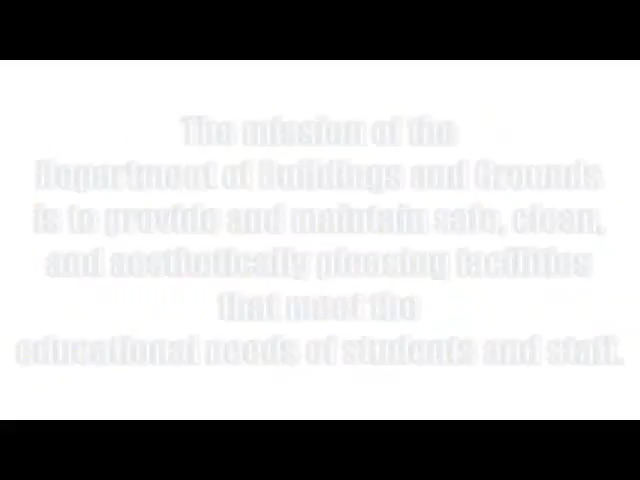 The mission of the
Department of Buildings and Grounds
is to provide and maintain safe, clean,
and aesthetically pleasing facilities
that meet the
educational needs of students and staff.